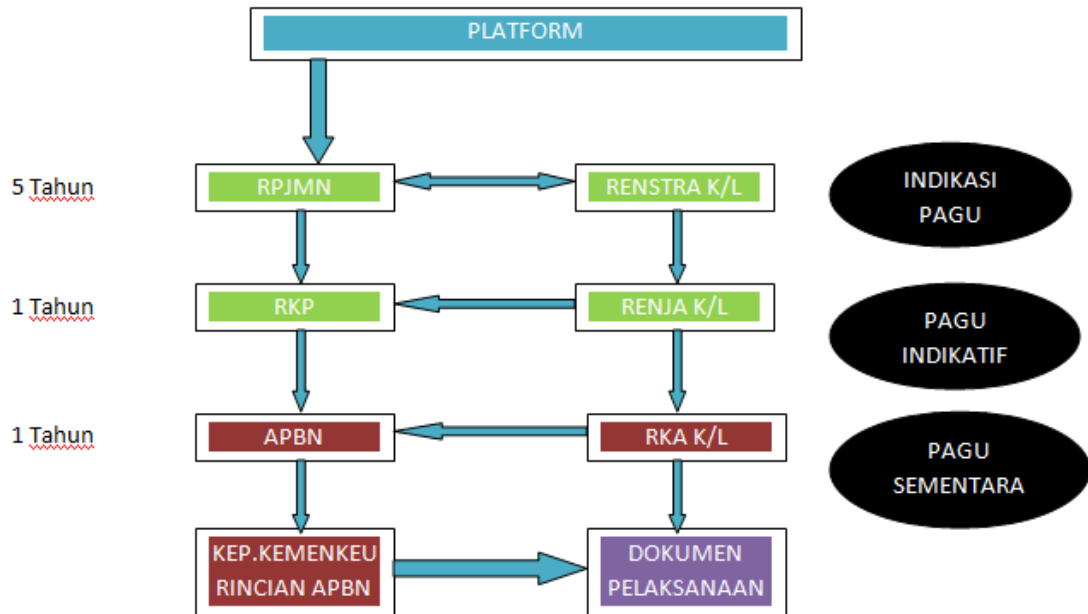 PLATFORM
5 Tahun
RPJMN
RENSTRA K/L
INDIKASI
PAGU
1 Tahun
RKP
RENJA K/L
PAGU
INDIKATIF
1 Tahun
APBN
RKA K/L
PAGU
SEMENTARA
KEP.KEMENKEU
RINCIAN APBN
DOKUMEN
PELAKSANAAN